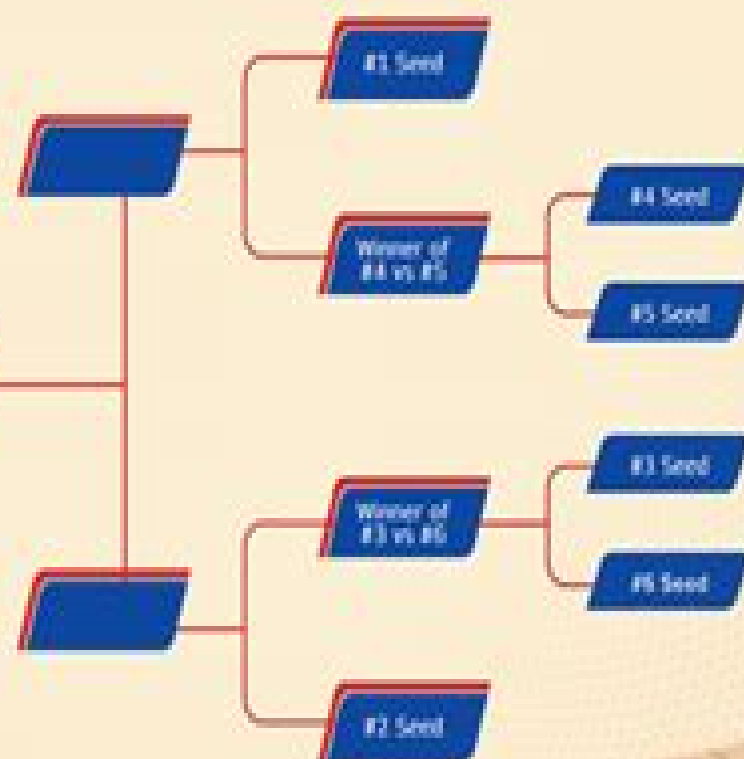 #1 Seed
#4 Seed
Winner of
#4 vs #5
#5 Seed
#3 Seed
Winner of
#3 vs #6
#6 Seed
#2 Seed